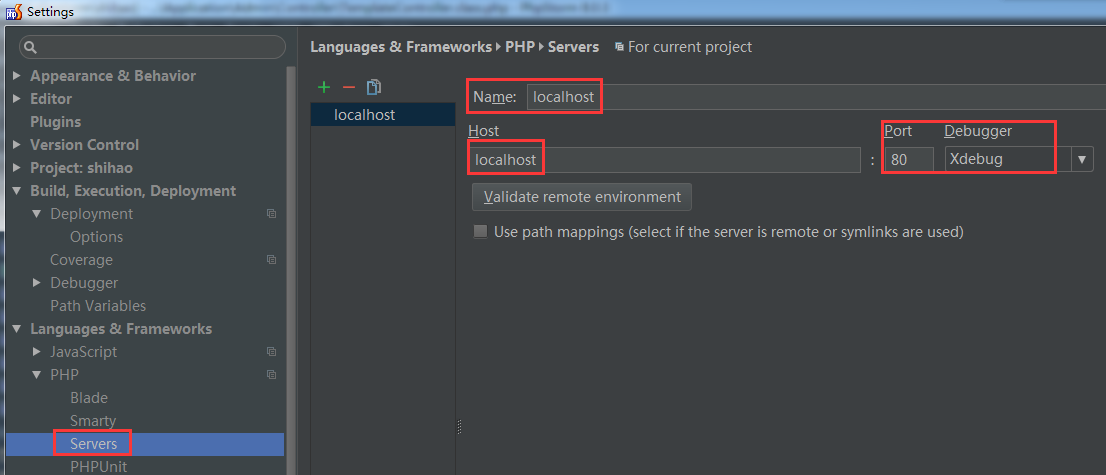 Settings
Languages & Frameworks PHP Servers For current project
Appearance & Behavior
Editor
Plugins
Version Control
Project: shihao
Build, Execution, Deployment
Deployment
Options
Coverage
Debugger
Path Variables
Languages & Frameworks
JavaScript
PHP
Blade
Smarty
Servers
PHPUnit
localhost
Name: localhost
Host Port Debugger
localhost : 80 Xdebug
Validate remote environment
Use path mappings (select if the server is remote or symlinks are used)